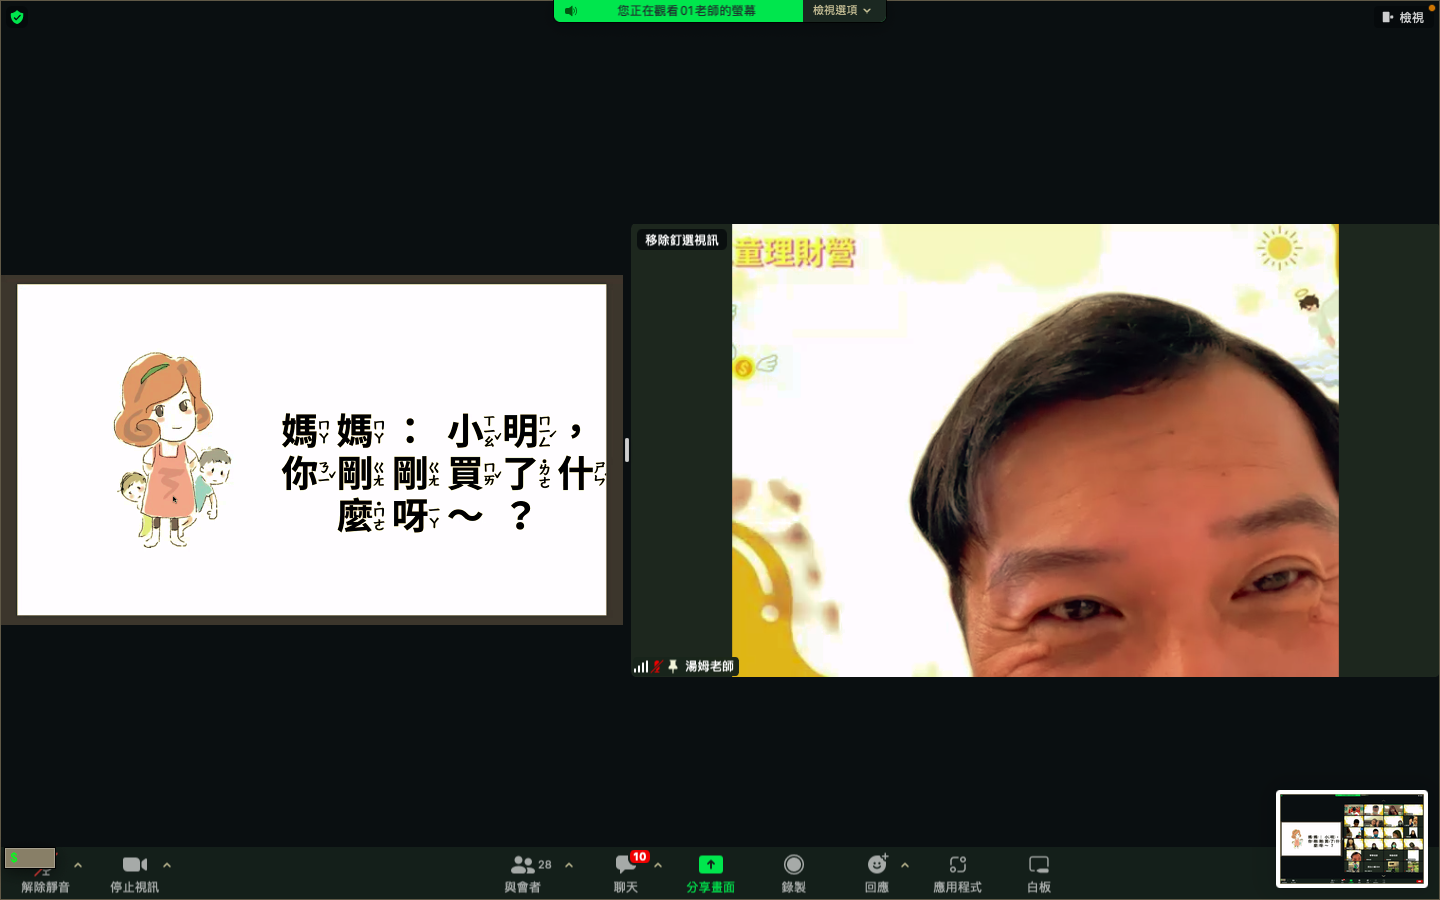 您正在觀看01老師的螢幕
檢視選項
檢視
移除釘選視訊
童理財營
媽ㄇㄚ媽ㄇㄚ： 小ㄒㄧㄠˇ明ㄇㄧㄥˊ，
你ㄋㄧˇ剛ㄍㄤ剛ㄍㄤ買ㄇㄞˇ了˙ㄌㄜ什ㄕㄣˊ
麼˙ㄇㄜ呀ㄧㄚ～ ？
湯姆老師
解除靜音
停止視訊
28
與會者
10
聊天
分享畫面
錄製
回應
應用程式
白板